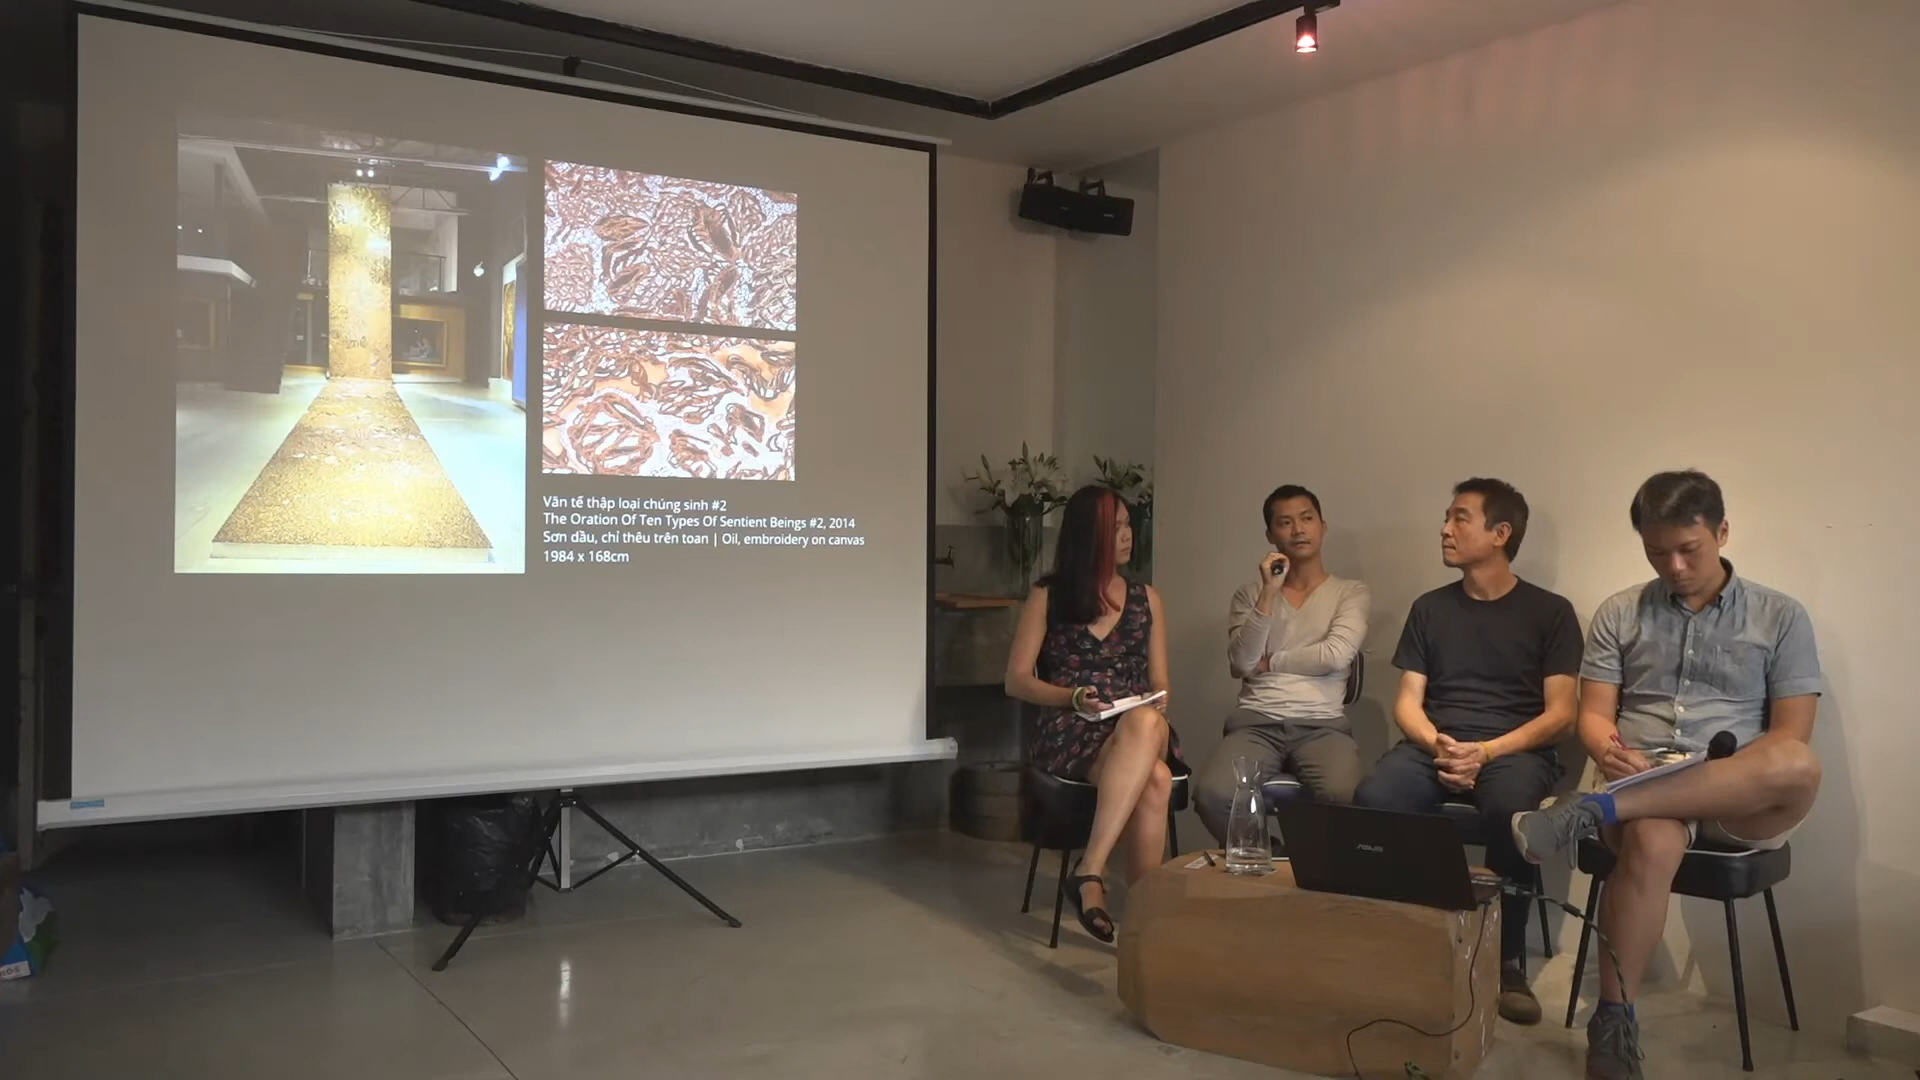 Văn tế thập loại chúng sinh #2
The Oration Of Ten Types Of Sentient Beings #2, 2014
Sơn dầu, chỉ thêu trên toan | Oil, embroidery on canvas
1984 x 168cm
ASUS